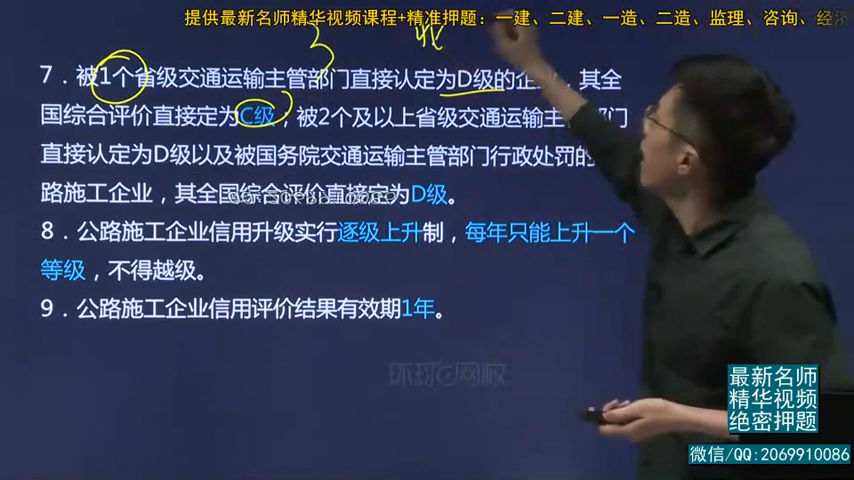 提供最新名师精华视频课程+精准押题：一建、二建、一造、二造、监理、咨询、经济
7．被1个省级交通运输主管部门直接认定为D级的企业，其全
国综合评价直接定为C级；被2个及以上省级交通运输主 部门
直接认定为D级以及被国务院交通运输主管部门行政处罚的
路施工企业，其全国综合评价直接定为D级。
8．公路施工企业信用升级实行逐级上升制，每年只能上升一个
等级，不得越级。
9．公路施工企业信用评价结果有效期1年。
环球网校
最新名师
精华视频
绝密押题
微信/QQ:2069910086